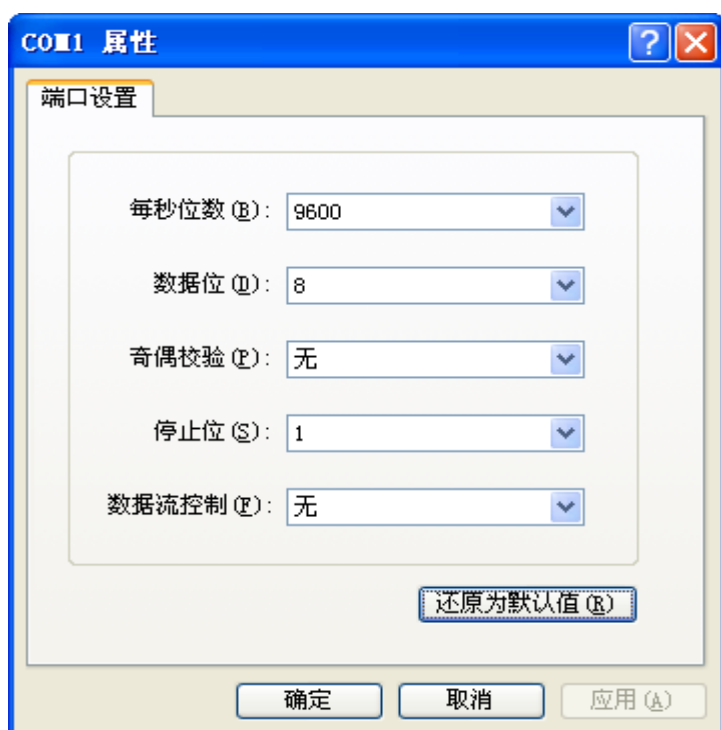 COM1 属性
端口设置
每秒位数(B): 9600
数据位(D): 8
奇偶校验(P): 无
停止位(S): 1
数据流控制(F): 无
还原为默认值(R)
确定 取消 应用(A)